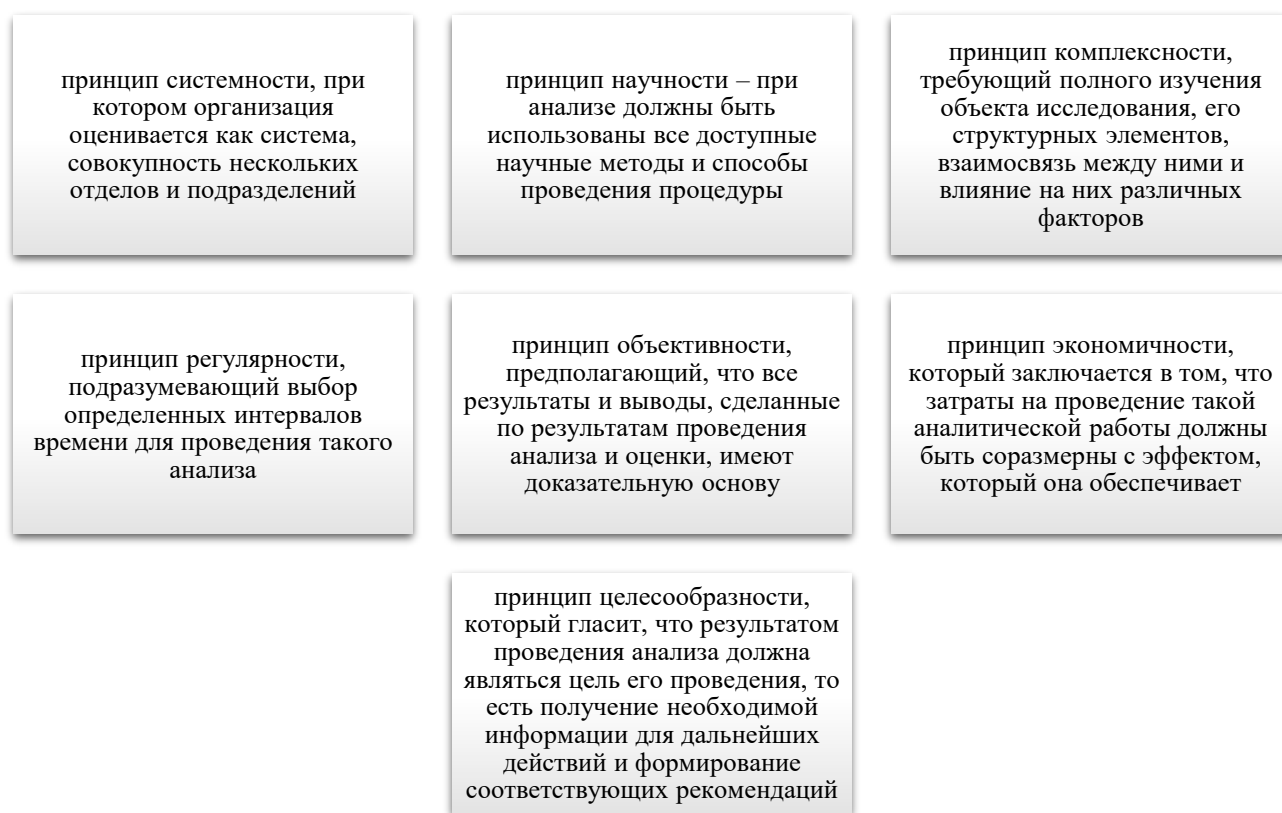 принцип системности, при
котором организация
оценивается как система,
совокупность нескольких
отделов и подразделений
принцип научности – при
анализе должны быть
использованы все доступные
научные методы и способы
проведения процедуры
принцип комплексности,
требующий полного изучения
объекта исследования, его
структурных элементов,
взаимосвязь между ними и
влияние на них различных
факторов
принцип регулярности,
подразумевающий выбор
определенных интервалов
времени для проведения такого
анализа
принцип объективности,
предполагающий, что все
результаты и выводы, сделанные
по результатам проведения
анализа и оценки, имеют
доказательную основу
принцип экономичности,
который заключается в том, что
затраты на проведение такой
аналитической работы должны
быть соразмерны с эффектом,
который она обеспечивает
принцип целесообразности,
который гласит, что результатом
проведения анализа должна
являться цель его проведения, то
есть получение необходимой
информации для дальнейших
действий и формирование
соответствующих рекомендаций